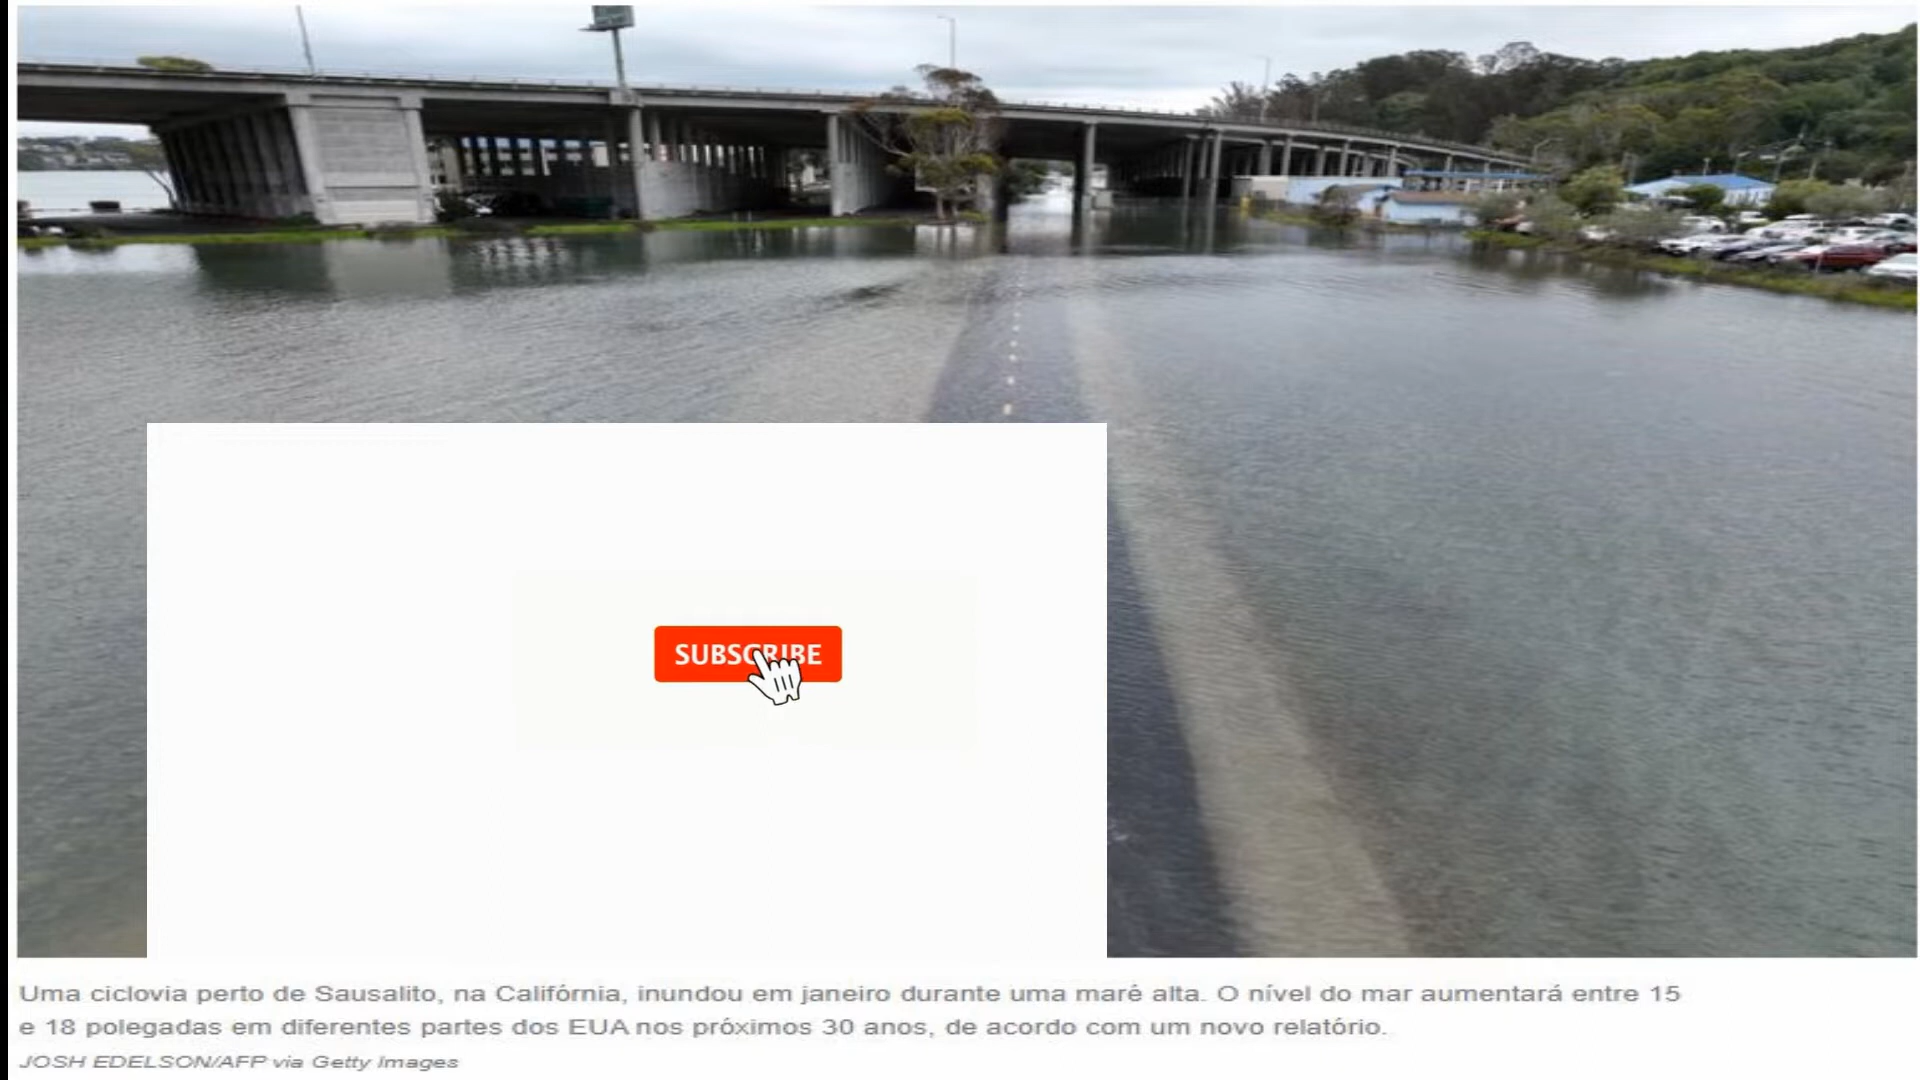 SUBSCRIBE
Uma ciclovia perto de Sausalito, na Califórnia, inundou em janeiro durante uma maré alta. O nível do mar aumentará entre 15
e 18 polegadas em diferentes partes dos EUA nos próximos 30 anos, de acordo com um novo relatório.
JOSH EDELSON/AFP via Getty Images